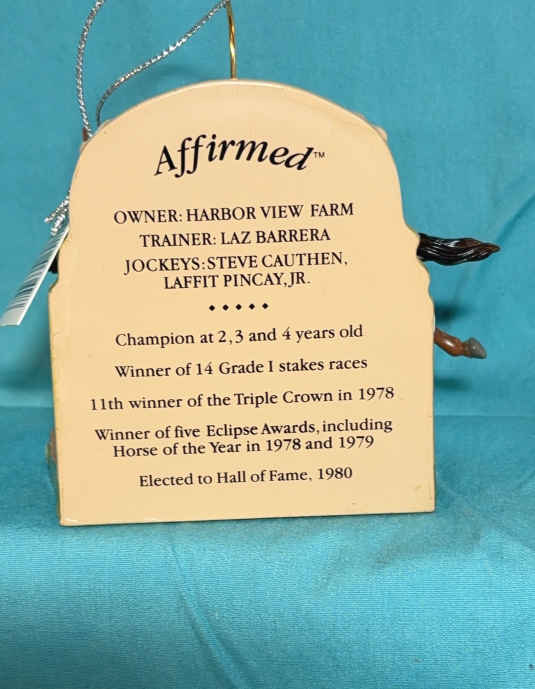 Affirmed™
OWNER: HARBOR VIEW FARM
TRAINER: LAZ BARRERA
JOCKEYS: STEVE CAUTHEN,
LAFFIT PINCAY, JR.
Champion at 2, 3 and 4 years old
Winner of 14 Grade I stakes races
11th winner of the Triple Crown in 1978
Winner of five Eclipse Awards, including
Horse of the Year in 1978 and 1979
Elected to Hall of Fame, 1980